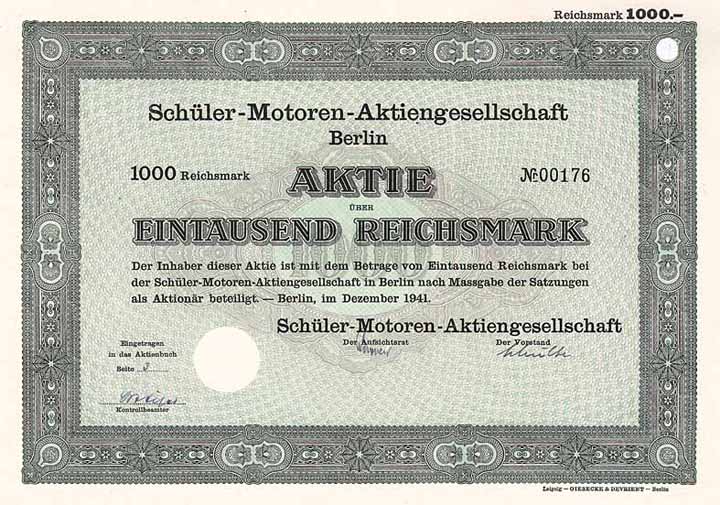 Reichsmark 1000.–
Schüler-Motoren-Aktiengesellschaft
Berlin
1000 Reichsmark AKTIE № 00176
ÜBER
EINTAUSEND REICHSMARK
Der Inhaber dieser Aktie ist mit dem Betrage von Eintausend Reichsmark bei
der Schüler-Motoren-Aktiengesellschaft in Berlin nach Massgabe der Satzungen
als Aktionär beteiligt. — Berlin, im Dezember 1941.
Schüler-Motoren-Aktiengesellschaft
Der Aufsichtsrat Der Vorstand
Eingetragen
in das Aktienbuch
Seite 3
Kontrollbeamter
Leipzig — GIESECKE & DEVRIENT — Berlin